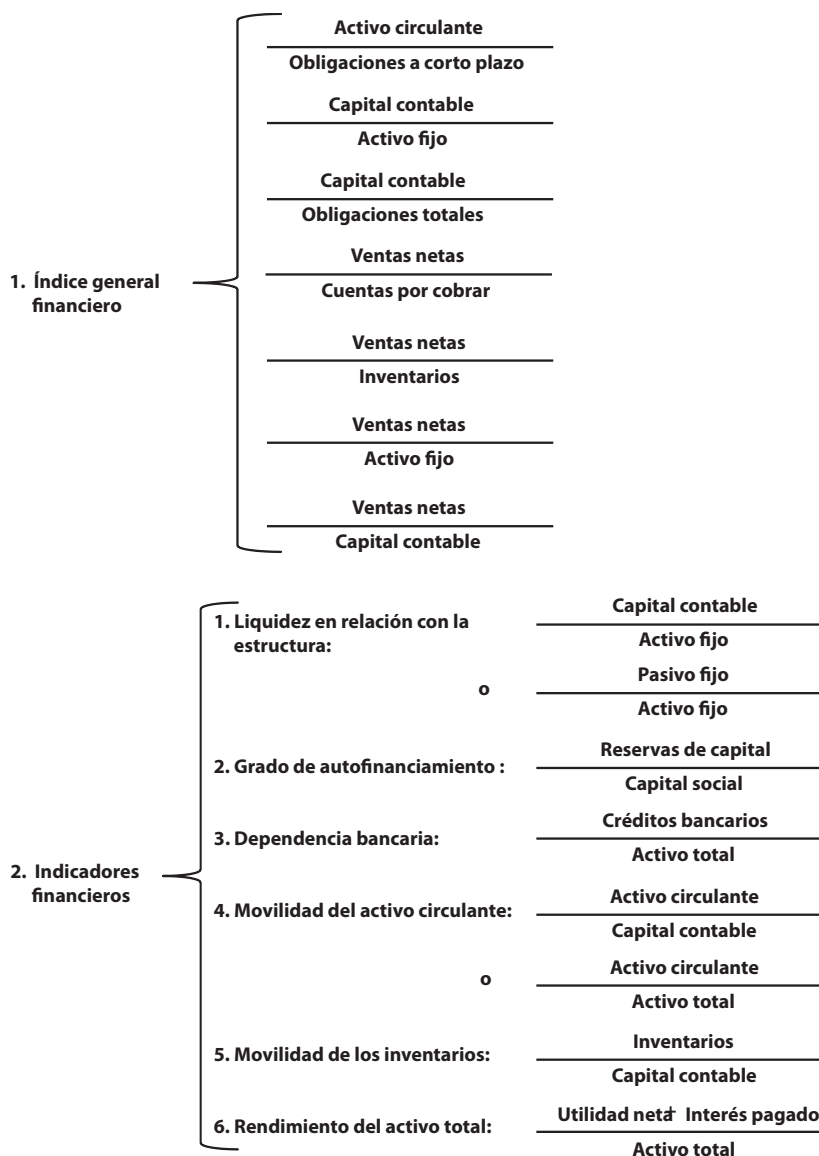 Activo circulante
Obligaciones a corto plazo
Capital contable
Activo fijo
Capital contable
Obligaciones totales
1. Índice general
financiero
Ventas netas
Cuentas por cobrar
Ventas netas
Inventarios
Ventas netas
Activo fijo
Ventas netas
Capital contable
2. Indicadores
financieros
1. Liquidez en relación con la
estructura:
Capital contable
Activo fijo
o
Pasivo fijo
Activo fijo
2. Grado de autofinanciamiento :
Reservas de capital
Capital social
3. Dependencia bancaria:
Créditos bancarios
Activo total
4. Movilidad del activo circulante:
Activo circulante
Capital contable
o
Activo circulante
Activo total
5. Movilidad de los inventarios:
Inventarios
Capital contable
6. Rendimiento del activo total:
Utilidad neta + Interés pagado
Activo total